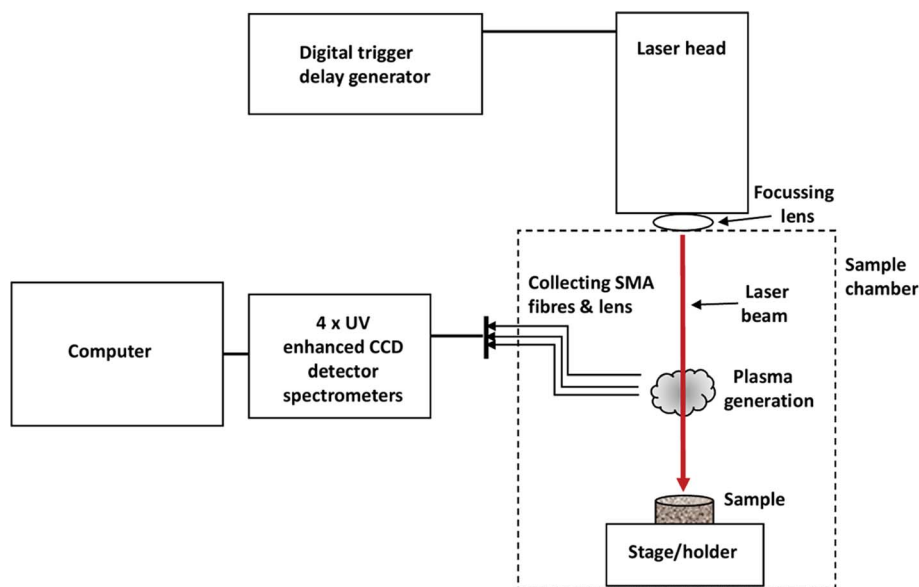 Digital trigger
delay generator
Laser head
Focussing
lens
Sample
chamber
Collecting SMA
fibres & lens
Laser
beam
Computer
4 x UV
enhanced CCD
detector
spectrometers
Plasma
generation
Sample
Stage/holder